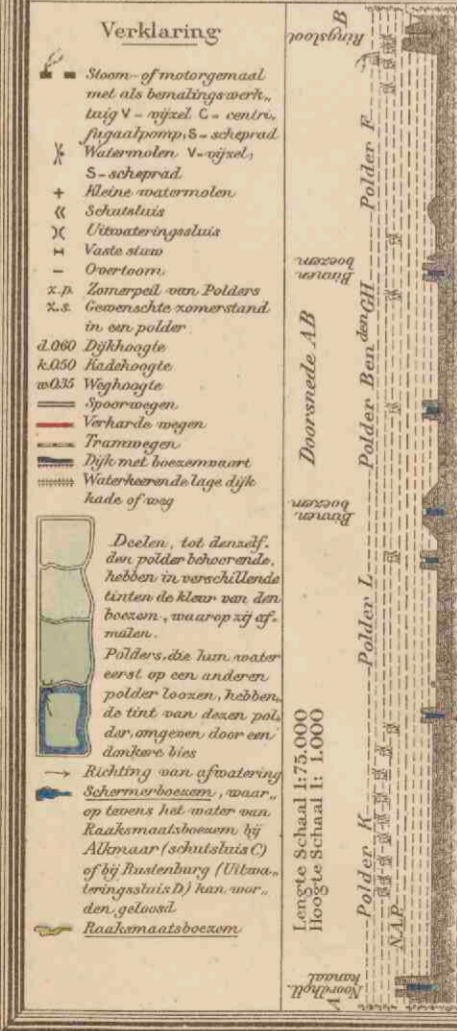 Verklaring
Stoom- of motorgemaal
met als bemalingswerk„
tuig V = vijzel C = centri„
fugaalpomp, S = scheprad
Watermolen V=vijzel,
S=scheprad
Kleine watermolen
Schutsluis
Uitwateringssluis
Vaste stuw
Overtoom
z.p. Zomerpeil van Polders
z.s. Gewenschte zomerstand
in een polder
d.060 Dijkhoogte
k.050 Kadehoogte
w.035 Weghoogte
Spoorwegen
Verharde wegen
Tramwegen
Dijk met boezemvaart
Waterkeerende lage dijk
kade of weg
Deelen, tot denzelf„
den polder behoorende,
hebben in verschillende
tinten de kleur van den
boezem, waarop zij af„
malen.
Polders, die hun water
eerst op een anderen
polder loozen, hebben„
de tint van dezen pol„
der, omgeven door een
donkere bies
Richting van afwatering
Schermerboezem, waar„
op tevens het water van
Raaksmaatsboezem bij
Alkmaar (schutsluis C)
of bij Rustenburg (Uitwa„
teringssluis D) kan wor„
den geloosd
Raaksmaatsboezem
Doorsnede AB
Lengte Schaal 1:75.000
Hoogte Schaal 1: 1.000
A
Noordholl.
kanaal
N.A.P.
Polder K
Polder L
Binnen
boezem
Polder B en den GH
Binnen
boezem
Polder F
Ringsloot
B